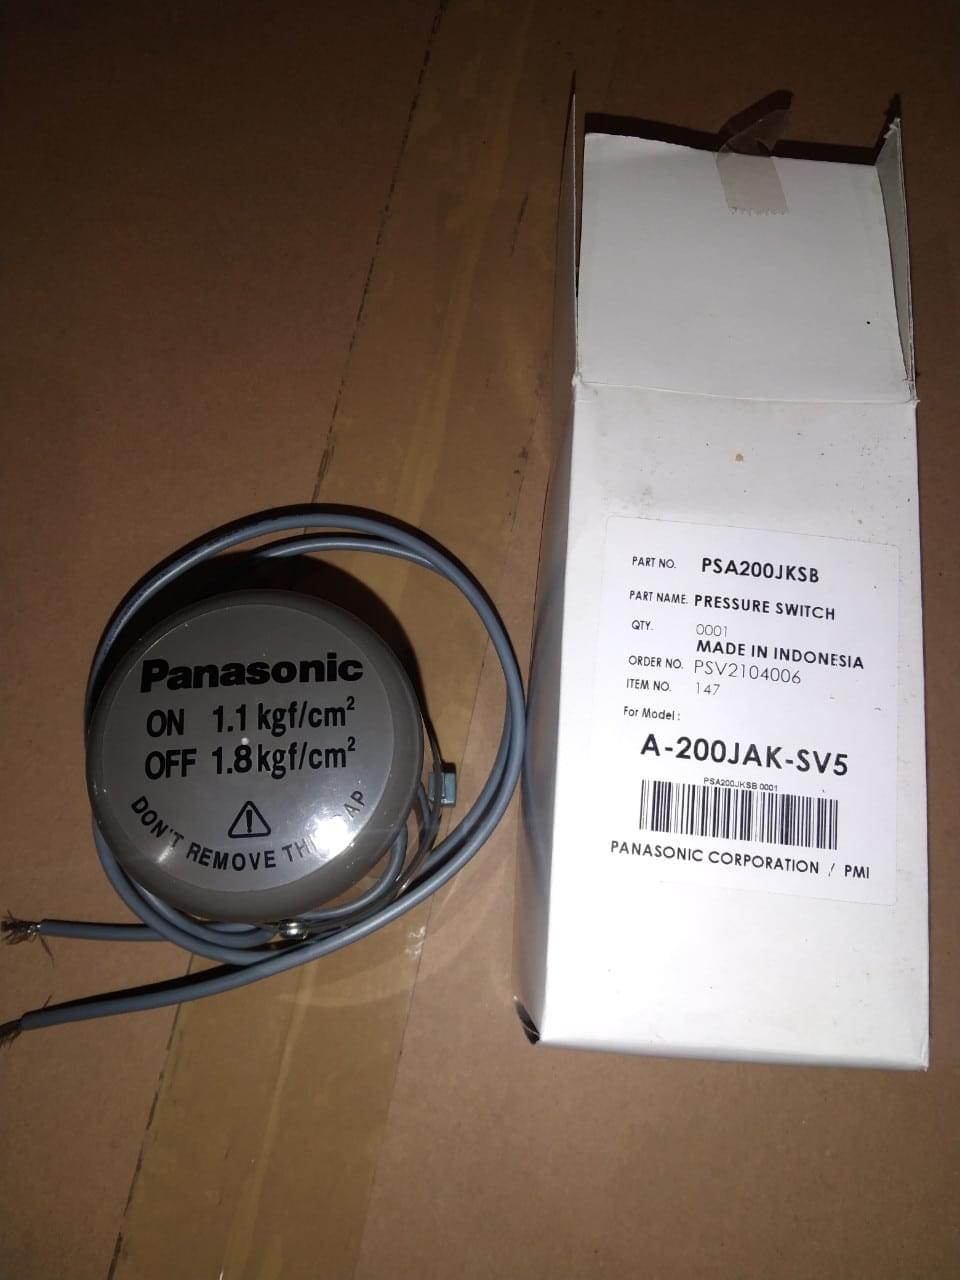 Panasonic
ON 1.1 kgf/cm²
OFF 1.8 kgf/cm²
DON'T REMOVE
PART NO. PSA200JKSB
PART NAME. PRESSURE SWITCH
QTY. 0001
MADE IN INDONESIA
ORDER NO. PSV2104006
ITEM NO. 147
For Model :
A-200JAK-SV5
PSA200JKSB 0001
PANASONIC CORPORATION / PMI